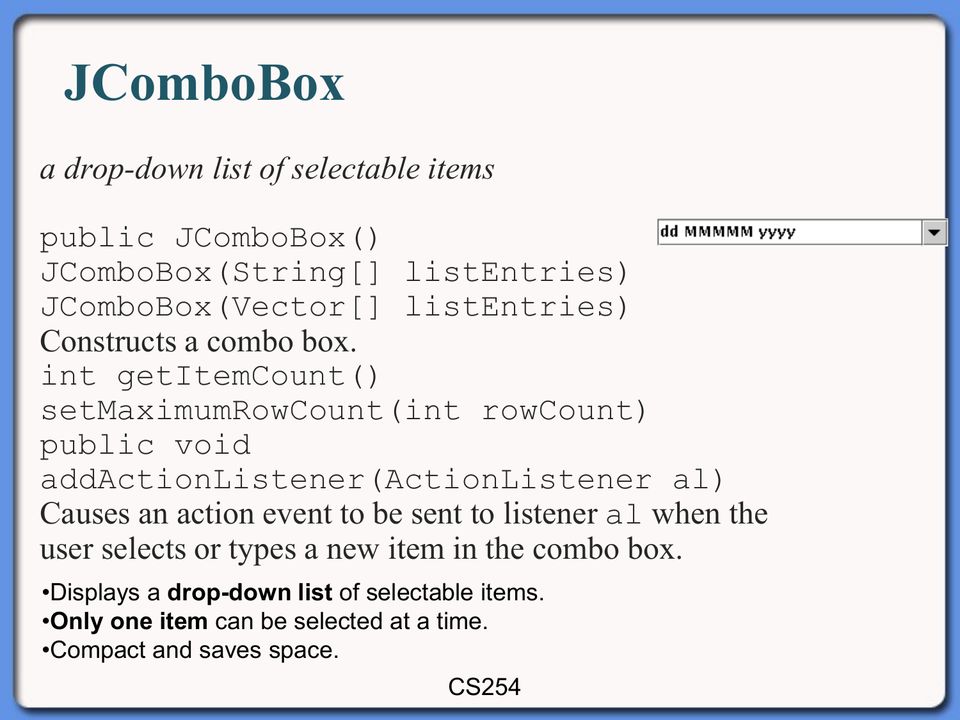 JComboBox
a drop-down list of selectable items
public JComboBox()
dd MMMMM yyyy
JComboBox(String[] listEntries)
JComboBox(Vector[] listEntries)
Constructs a combo box.
int getItemCount()
setMaximumRowCount(int rowCount)
public void
addActionListener(ActionListener al)
Causes an action event to be sent to listener al when the
user selects or types a new item in the combo box.
•Displays a drop-down list of selectable items.
•Only one item can be selected at a time.
•Compact and saves space.
CS254